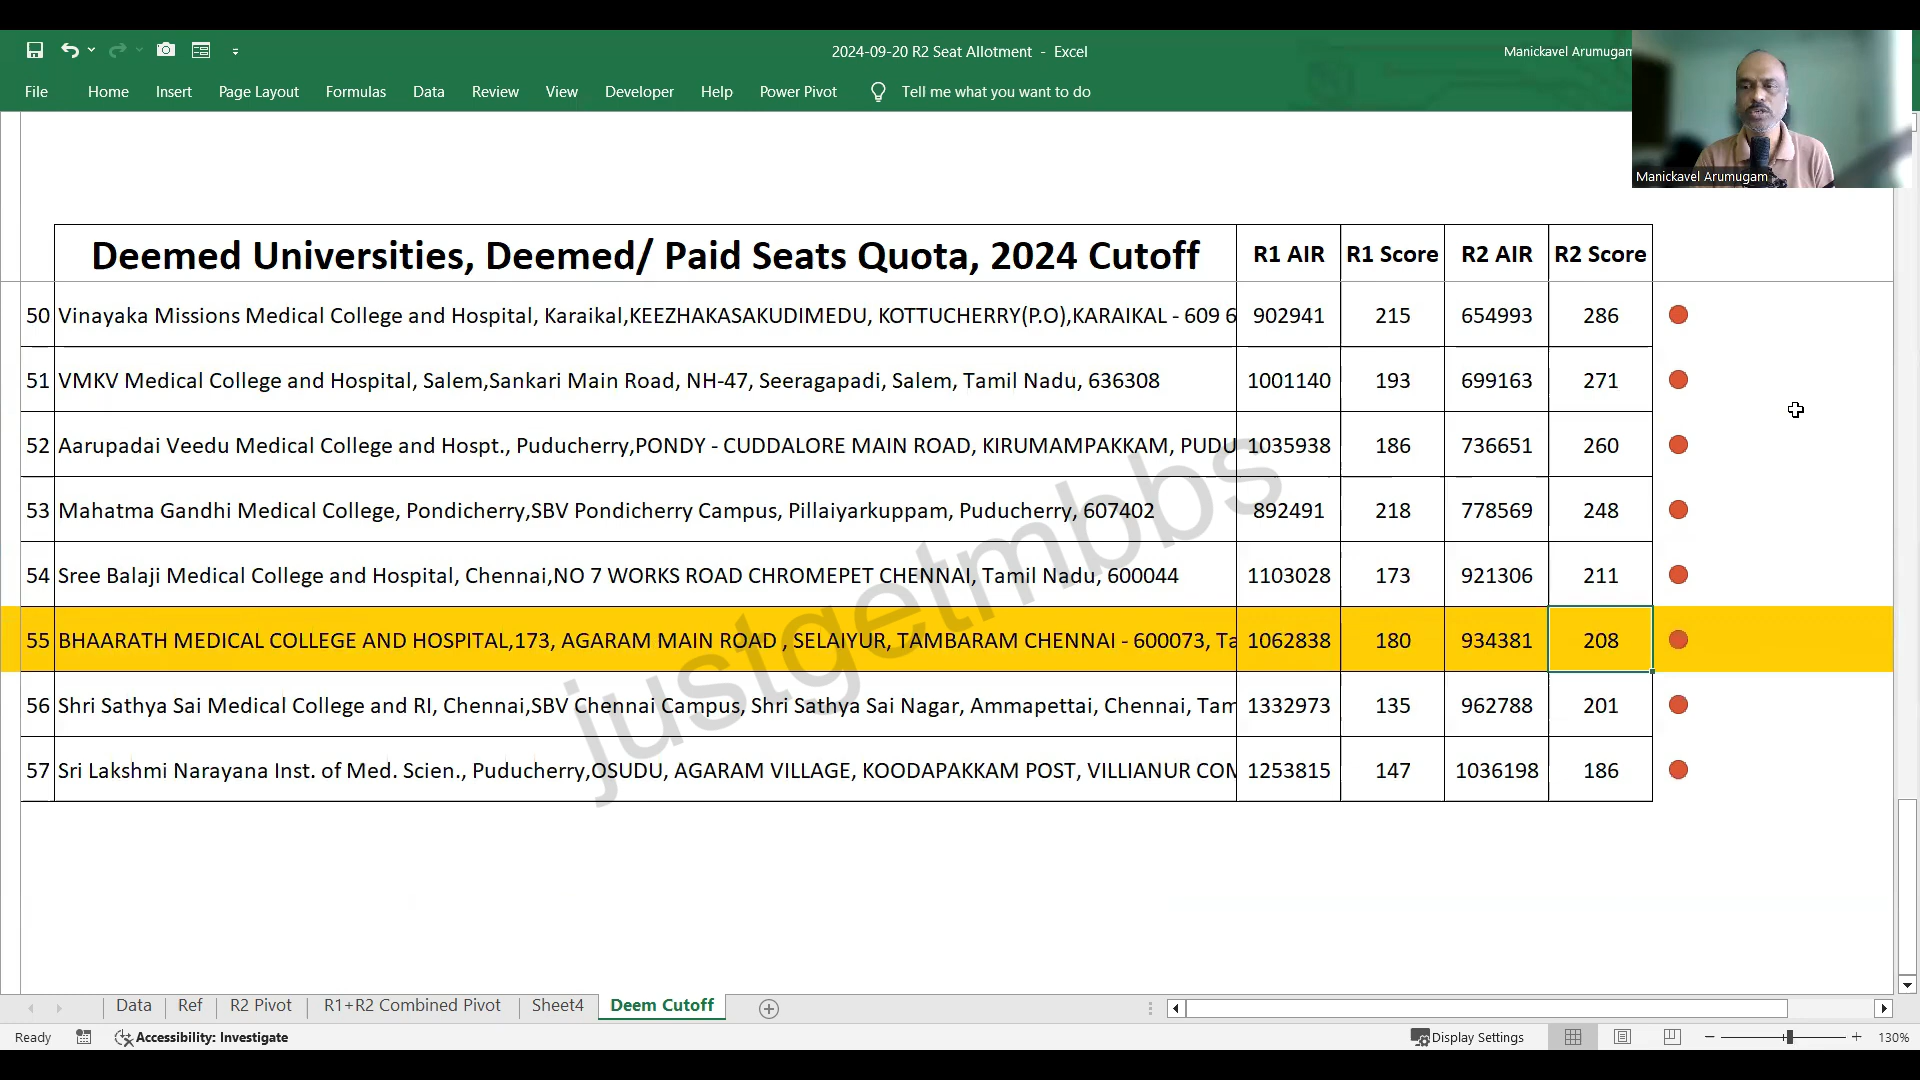 2024-09-20 R2 Seat Allotment - Excel
Manickavel Arumugam
File Home Insert Page Layout Formulas Data Review View Developer Help Power Pivot Tell me what you want to do
Manickavel Arumugam
Deemed Universities, Deemed/ Paid Seats Quota, 2024 Cutoff R1 AIR R1 Score R2 AIR R2 Score
50 Vinayaka Missions Medical College and Hospital, Karaikal,KEEZHAKASAKUDIMEDU, KOTTUCHERRY(P.O),KARAIKAL - 609 6 902941 215 654993 286
51 VMKV Medical College and Hospital, Salem,Sankari Main Road, NH-47, Seeragapadi, Salem, Tamil Nadu, 636308 1001140 193 699163 271
52 Aarupadai Veedu Medical College and Hospt., Puducherry,PONDY - CUDDALORE MAIN ROAD, KIRUMAMPAKKAM, PUDU 1035938 186 736651 260
53 Mahatma Gandhi Medical College, Pondicherry,SBV Pondicherry Campus, Pillaiyarkuppam, Puducherry, 607402 892491 218 778569 248
54 Sree Balaji Medical College and Hospital, Chennai,NO 7 WORKS ROAD CHROMEPET CHENNAI, Tamil Nadu, 600044 1103028 173 921306 211
55 BHAARATH MEDICAL COLLEGE AND HOSPITAL,173, AGARAM MAIN ROAD , SELAIYUR, TAMBARAM CHENNAI - 600073, Ta 1062838 180 934381 208
56 Shri Sathya Sai Medical College and RI, Chennai,SBV Chennai Campus, Shri Sathya Sai Nagar, Ammapettai, Chennai, Tam 1332973 135 962788 201
57 Sri Lakshmi Narayana Inst. of Med. Scien., Puducherry,OSUDU, AGARAM VILLAGE, KOODAPAKKAM POST, VILLIANUR COM 1253815 147 1036198 186
justgetmbbs
Data Ref R2 Pivot R1+R2 Combined Pivot Sheet4 Deem Cutoff
Ready Accessibility: Investigate Display Settings 130%